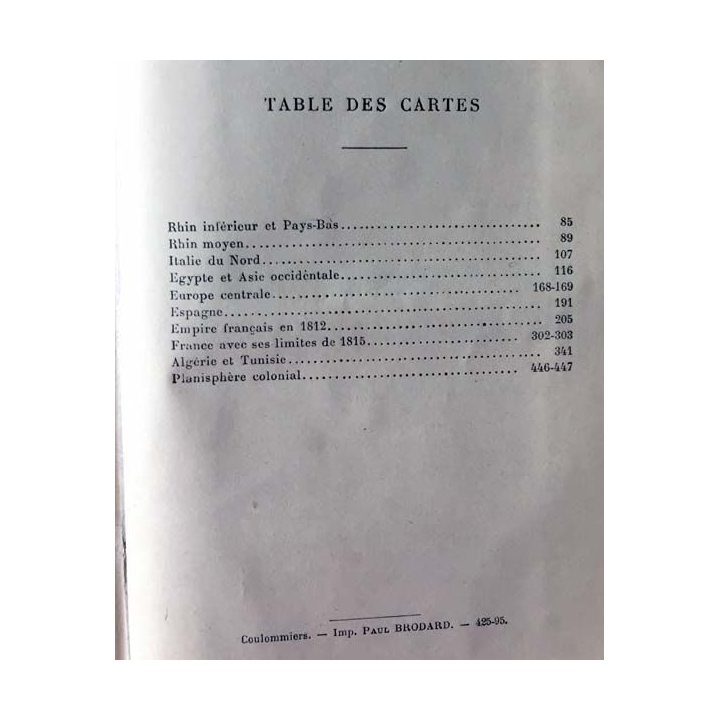 TABLE DES CARTES
Rhin inférieur et Pays-Bas 85
Rhin moyen 89
Italie du Nord 107
Egypte et Asie occidentale 116
Europe centrale 168-169
Espagne 191
Empire français en 1812 205
France avec ses limites de 1815 302-303
Algérie et Tunisie 341
Planisphère colonial 446-447
Coulommiers. — Imp. PAUL BRODARD. — 425-95.